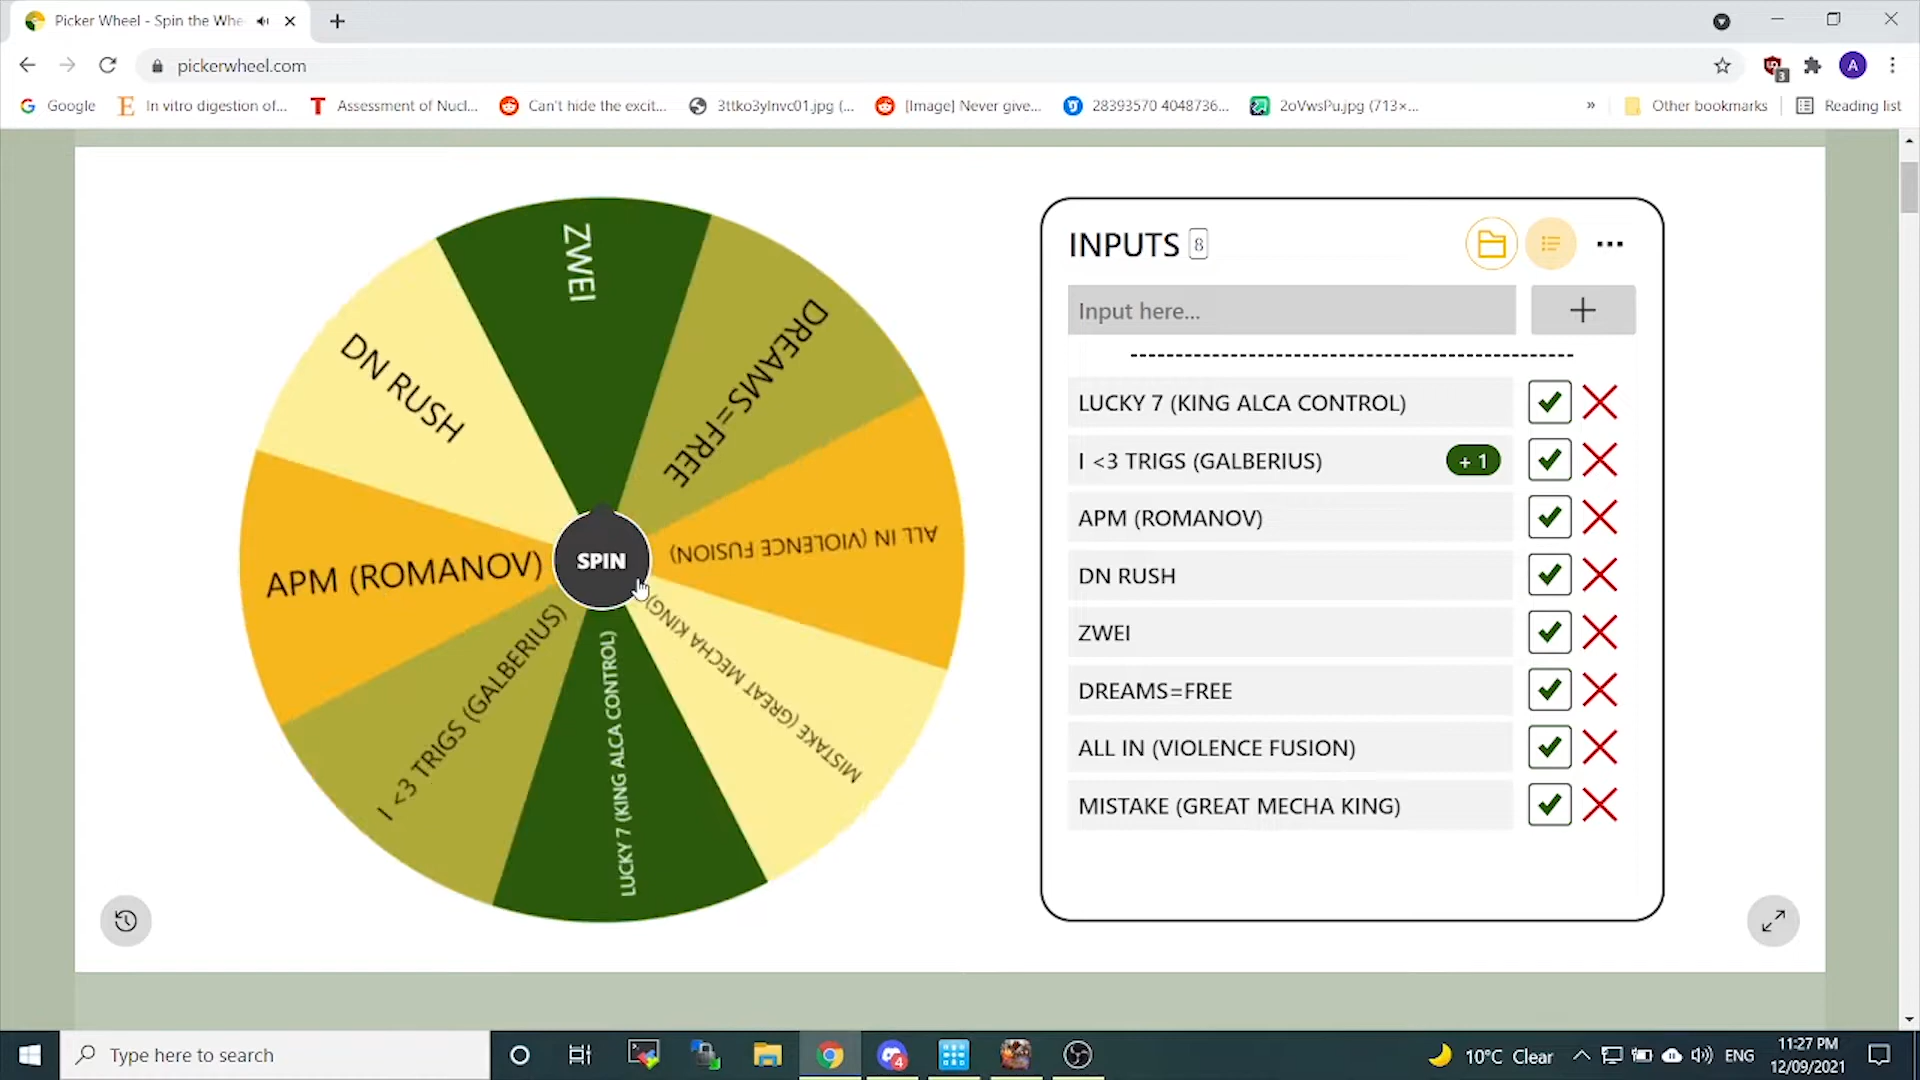 Picker Wheel - Spin the Whe
pickerwheel.com
A
3
Google
In vitro digestion of...
Assessment of Nucl...
Can't hide the excit...
3ttko3ylnvc01.jpg (...
[Image] Never give...
28393570 4048736...
2oVwsPu.jpg (713×...
»
Other bookmarks
Reading list
ZWEI
DREAMS=FREE
DN RUSH
ALL IN (VIOLENCE FUSION)
APM (ROMANOV)
SPIN
MISTAKE (GREAT MECHA KING)
I <3 TRIGS (GALBERIUS)
LUCKY 7 (KING ALCA CONTROL)
INPUTS 8
Input here...
+
LUCKY 7 (KING ALCA CONTROL)
I <3 TRIGS (GALBERIUS) + 1
APM (ROMANOV)
DN RUSH
ZWEI
DREAMS=FREE
ALL IN (VIOLENCE FUSION)
MISTAKE (GREAT MECHA KING)
Type here to search
4
10°C Clear
ENG
11:27 PM
12/09/2021